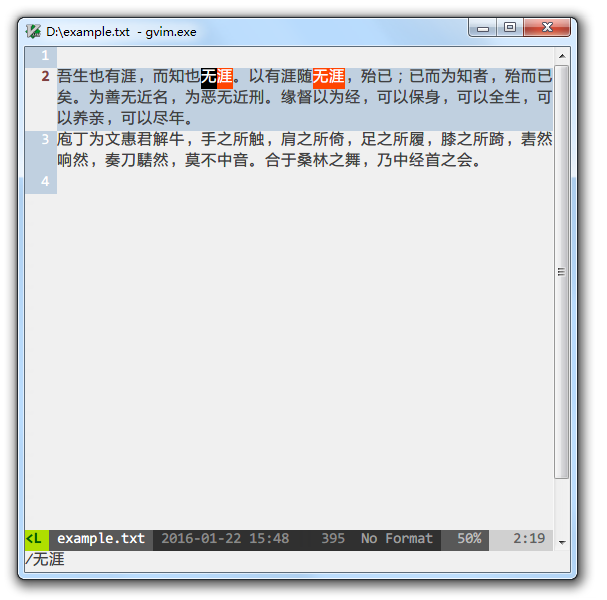 D:\example.txt - gvim.exe
1
2 吾生也有涯，而知也无涯。以有涯随无涯，殆已；已而为知者，殆而已
矣。为善无近名，为恶无近刑。缘督以为经，可以保身，可以全生，可
以养亲，可以尽年。
3 庖丁为文惠君解牛，手之所触，肩之所倚，足之所履，膝之所踦，砉然
响然，奏刀騞然，莫不中音。合于桑林之舞，乃中经首之会。
4
<L example.txt 2016-01-22 15:48 395 No Format 50% 2:19
/无涯